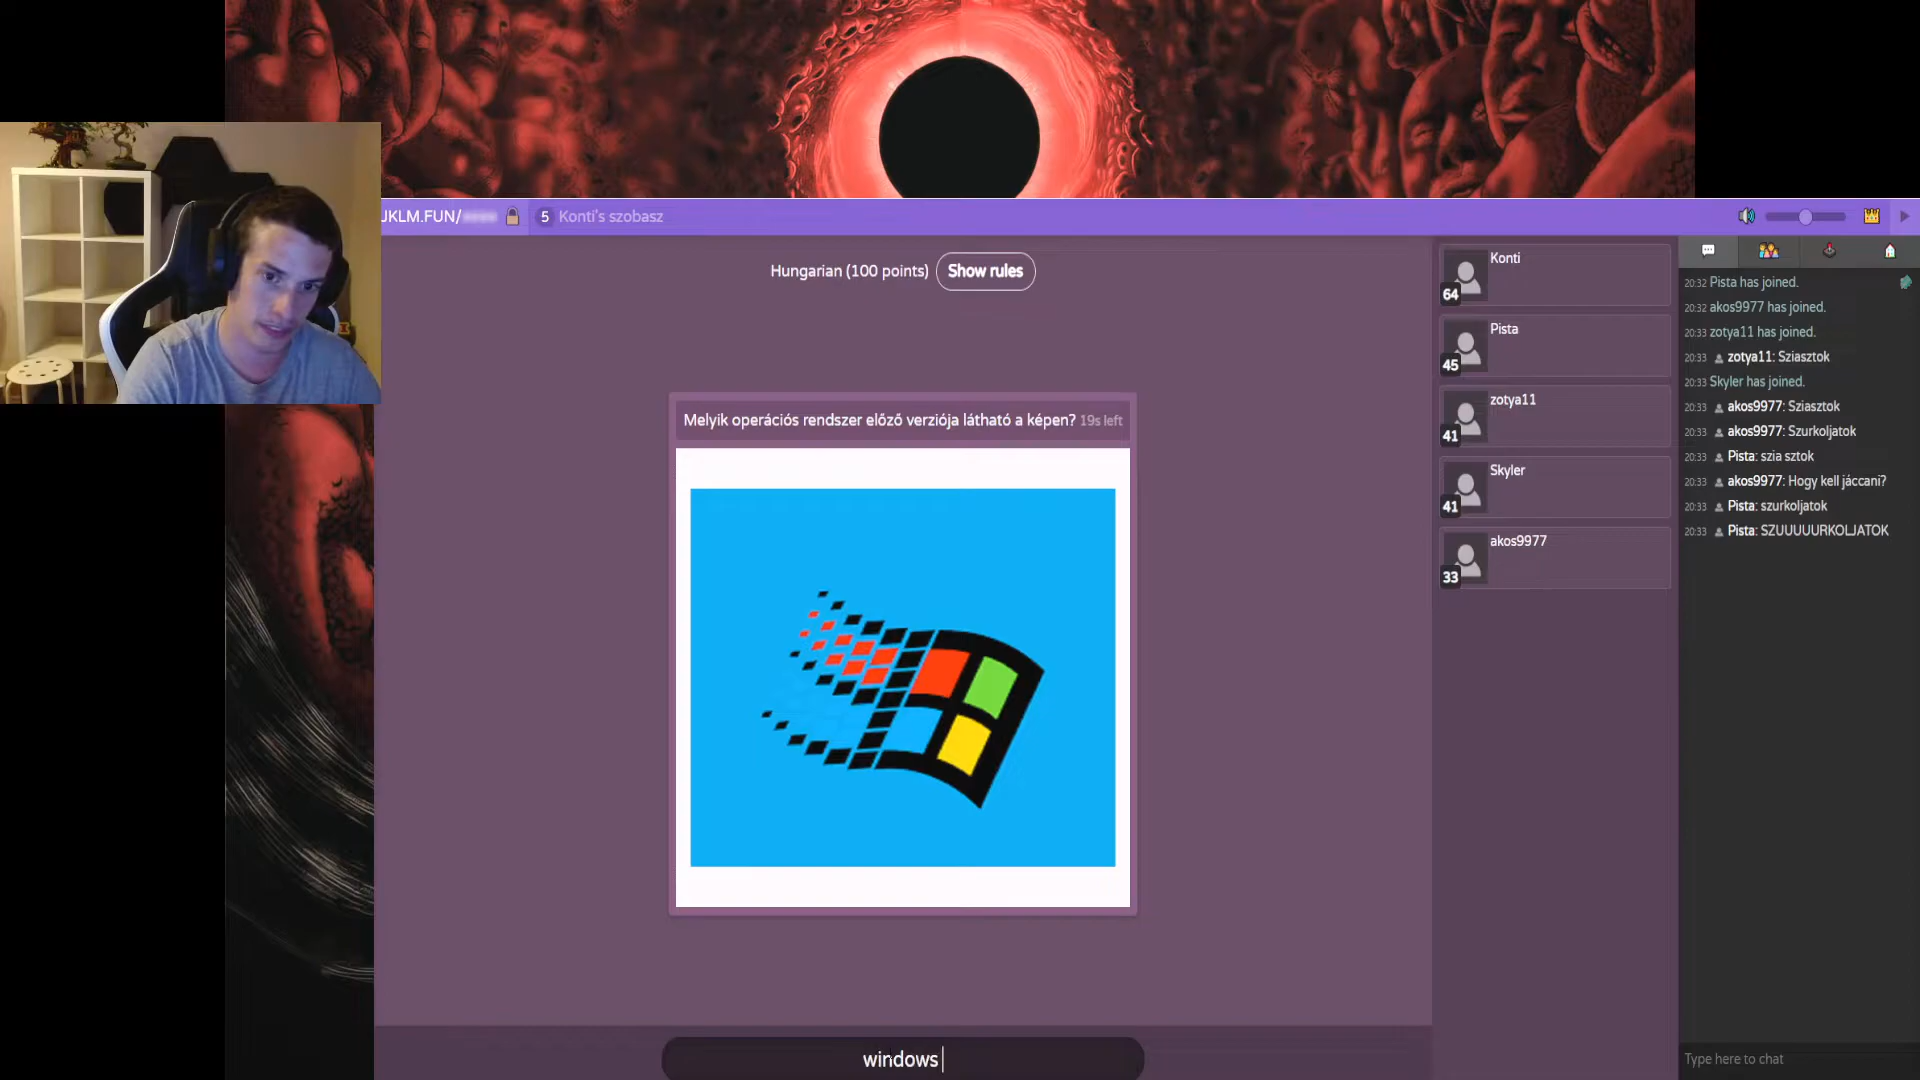 JKLM.FUN/
5 Konti's szobasz
Hungarian (100 points) Show rules
Melyik operációs rendszer előző verziója látható a képen? 19s left
windows
Konti
64
Pista
45
zotya11
41
Skyler
41
akos9977
33
20:32 Pista has joined.
20:32 akos9977 has joined.
20:33 zotya11 has joined.
20:33 zotya11: Sziasztok
20:33 Skyler has joined.
20:33 akos9977: Sziasztok
20:33 akos9977: Szurkoljatok
20:33 Pista: szia sztok
20:33 akos9977: Hogy kell jáccani?
20:33 Pista: szurkoljatok
20:33 Pista: SZUUUUURKOLJATOK
Type here to chat